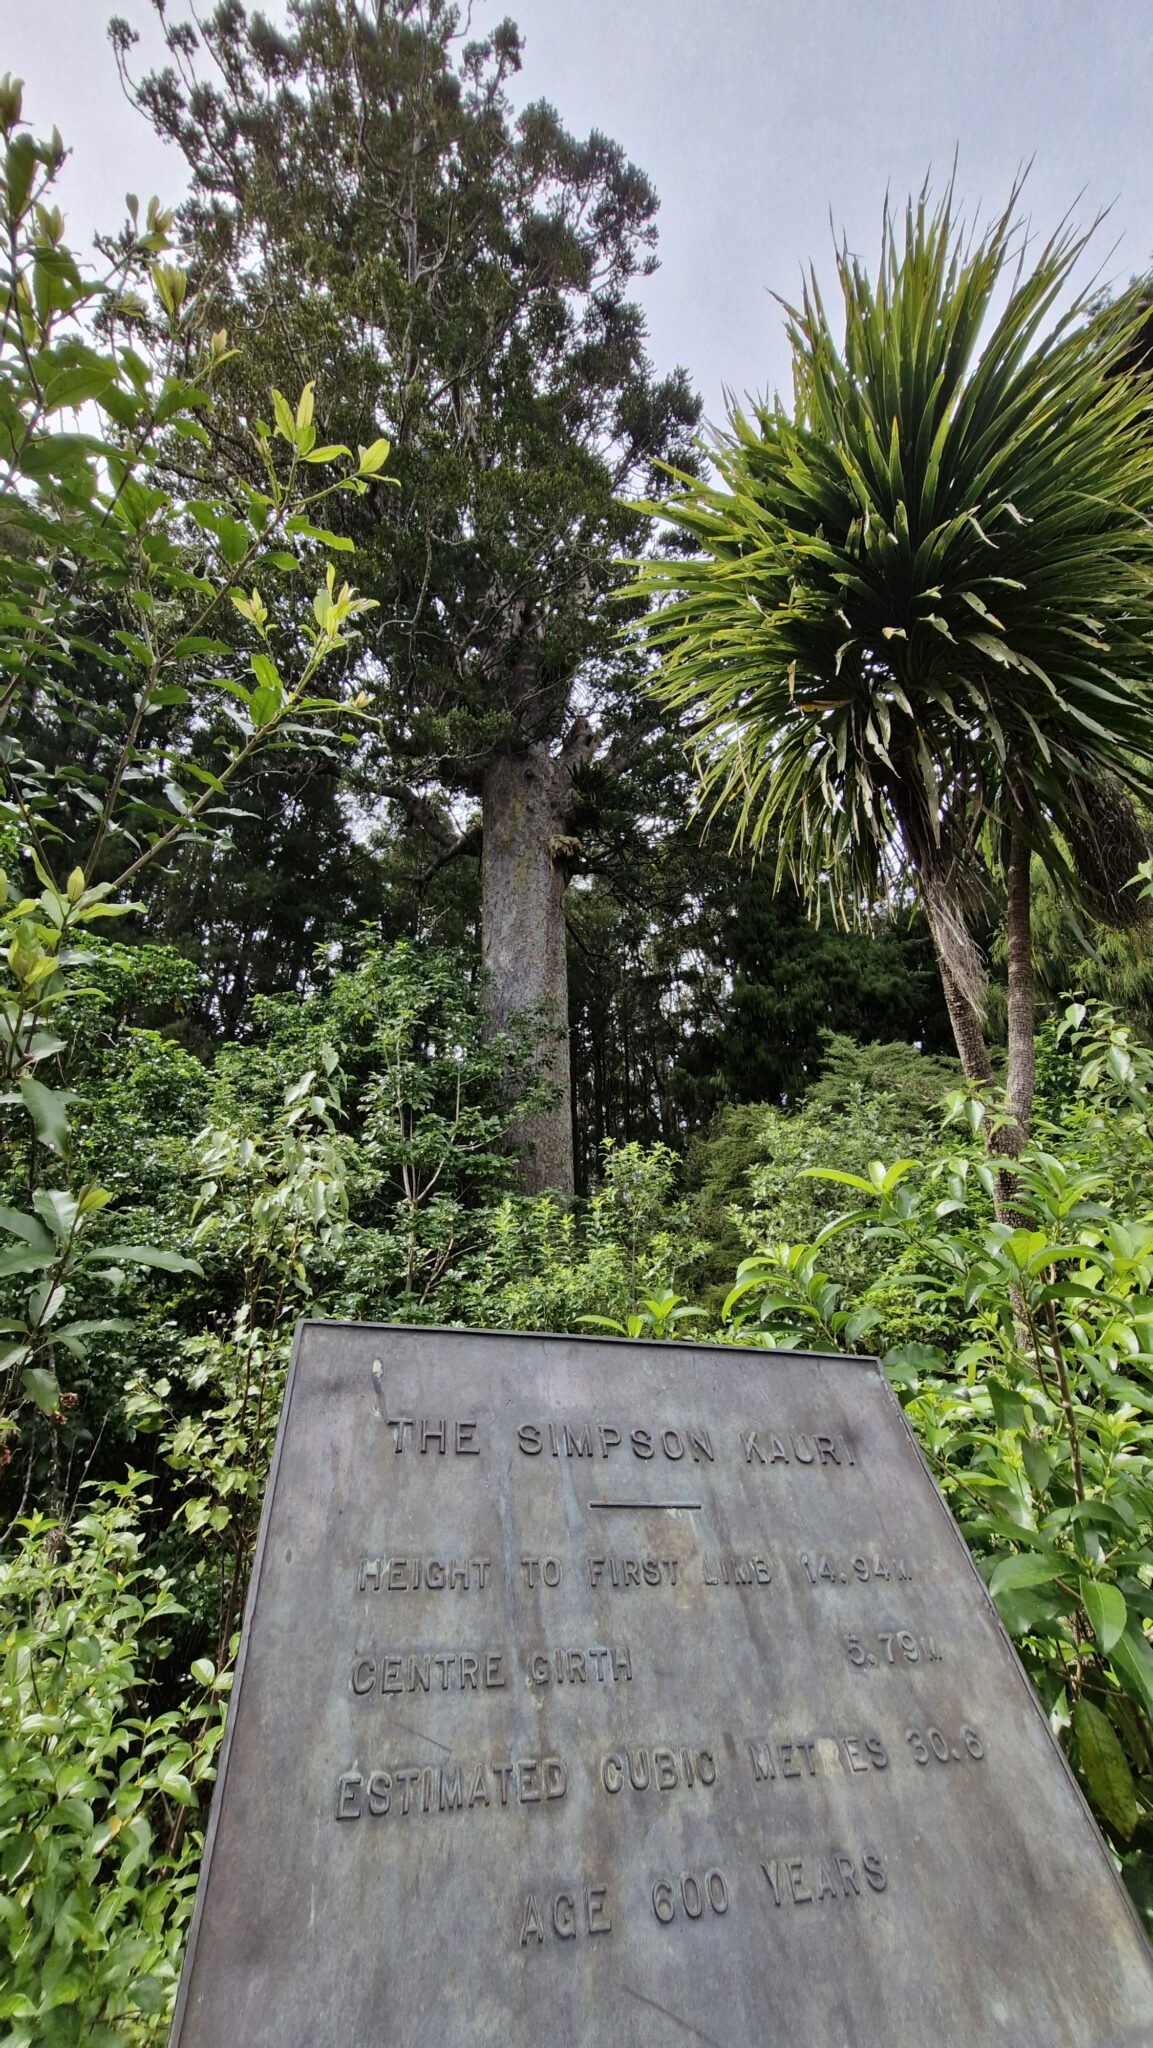 THE SIMPSON KAURI
HEIGHT TO FIRST LIMB 14.94M
CENTRE GIRTH 5.79M
ESTIMATED CUBIC METRES 30.6
AGE 600 YEARS